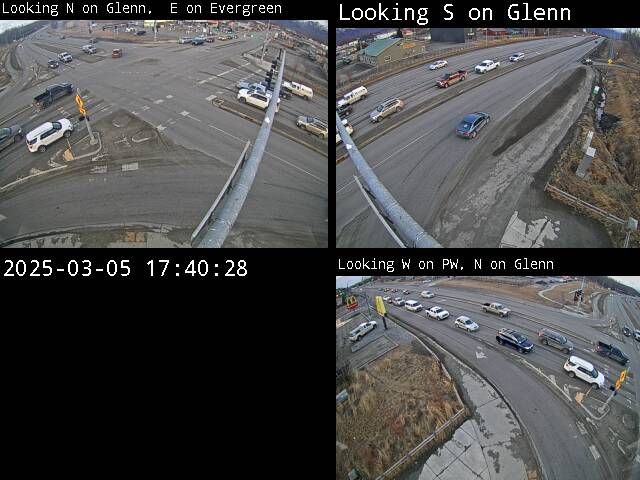 Looking N on Glenn,  E on Evergreen
Looking S on Glenn
2025-03-05 17:40:28
Looking W on PW, N on Glenn